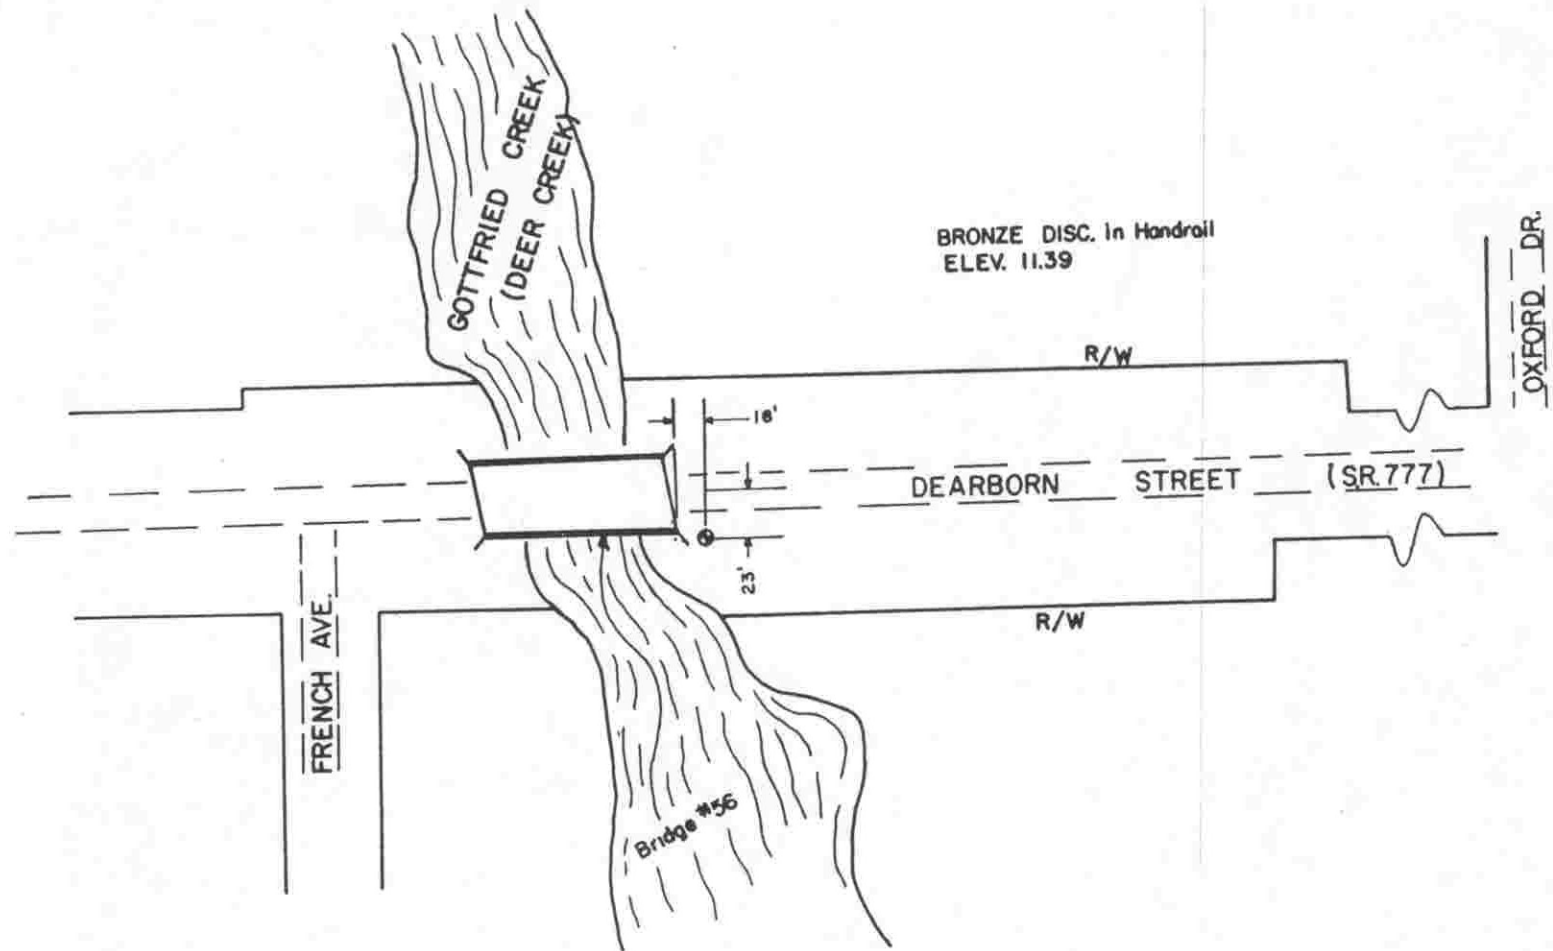 GOTTFRIED CREEK
(DEER CREEK)
BRONZE DISC. In Handrail
ELEV. 11.39
OXFORD DR.
R/W
18'
DEARBORN STREET (SR.777)
23'
R/W
FRENCH AVE.
Bridge #56